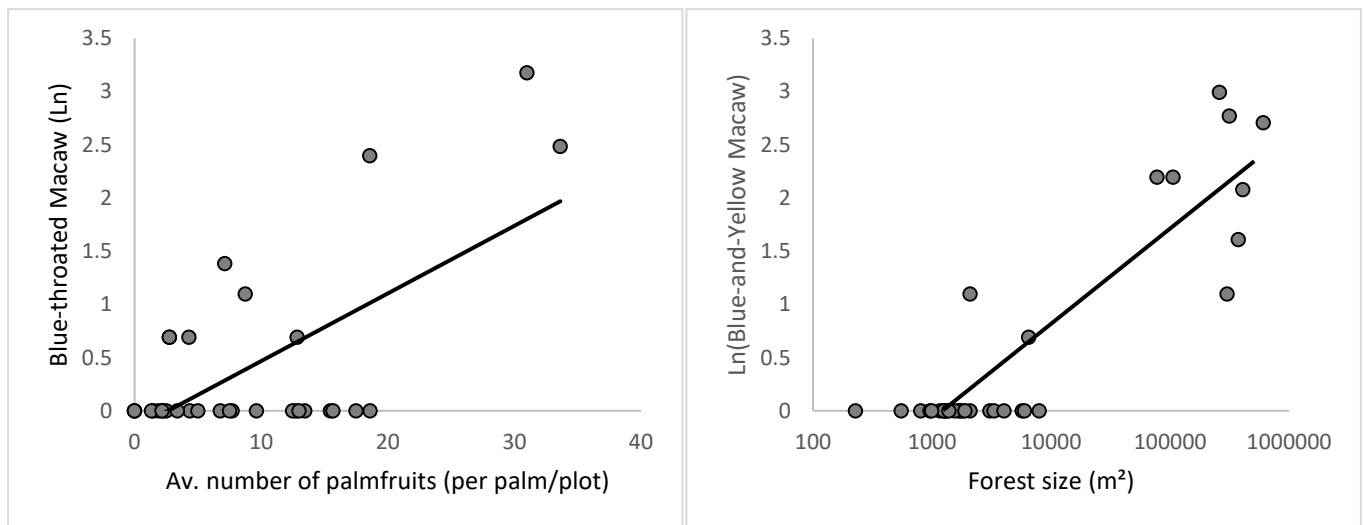 3.5
3
2.5
2
1.5
1
0.5
0
0 10 20 30 40
Blue-throated Macaw (Ln)
Av. number of palmfruits (per palm/plot)
3.5
3
2.5
2
1.5
1
0.5
0
100 1000 10000 100000 1000000
Ln(Blue-and-Yellow Macaw)
Forest size (m²)